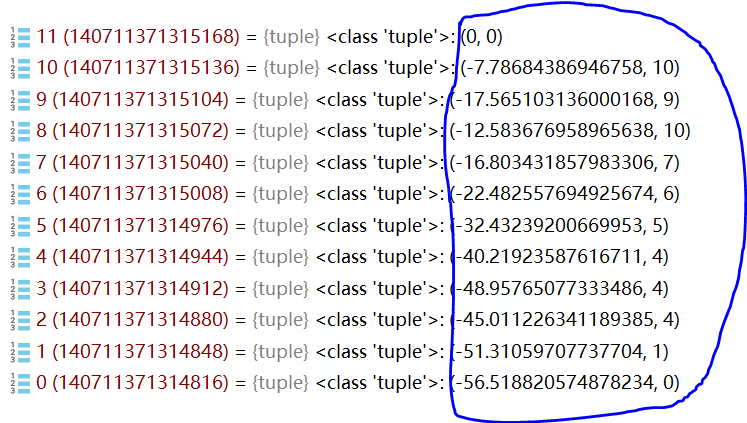 11 (140711371315168) = {tuple} <class 'tuple'>: (0, 0)
10 (140711371315136) = {tuple} <class 'tuple'>: (-7.78684386946758, 10)
9 (140711371315104) = {tuple} <class 'tuple'>: (-17.565103136000168, 9)
8 (140711371315072) = {tuple} <class 'tuple'>: (-12.583676958965638, 10)
7 (140711371315040) = {tuple} <class 'tuple'>: (-16.803431857983306, 7)
6 (140711371315008) = {tuple} <class 'tuple'>: (-22.482557694925674, 6)
5 (140711371314976) = {tuple} <class 'tuple'>: (-32.43239200669953, 5)
4 (140711371314944) = {tuple} <class 'tuple'>: (-40.21923587616711, 4)
3 (140711371314912) = {tuple} <class 'tuple'>: (-48.95765077333486, 4)
2 (140711371314880) = {tuple} <class 'tuple'>: (-45.011226341189385, 4)
1 (140711371314848) = {tuple} <class 'tuple'>: (-51.31059707737704, 1)
0 (140711371314816) = {tuple} <class 'tuple'>: (-56.518820574878234, 0)